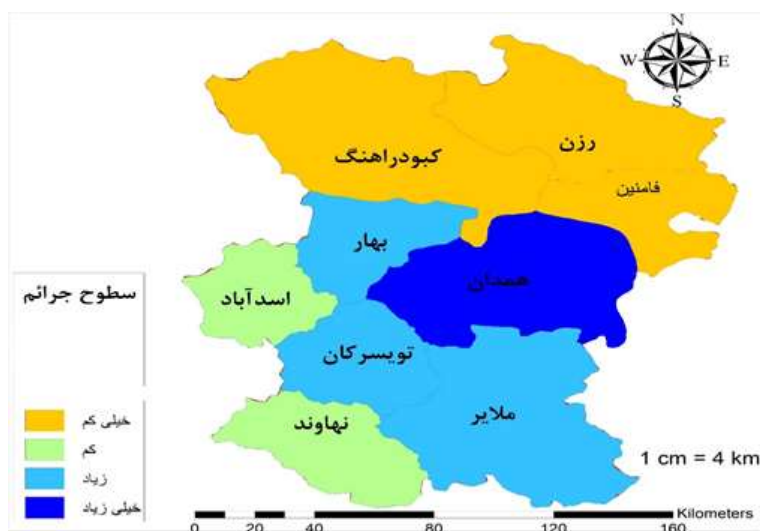 N
W E
S
رزن
کبودراهنگ
فامنین
بهار
همدان
اسدآباد
تویسرکان
ملایر
نهاوند
سطوح جرائم
خیلی کم
کم
زیاد
خیلی زیاد
1 cm = 4 km
Kilometers
0 20 40 80 120 160